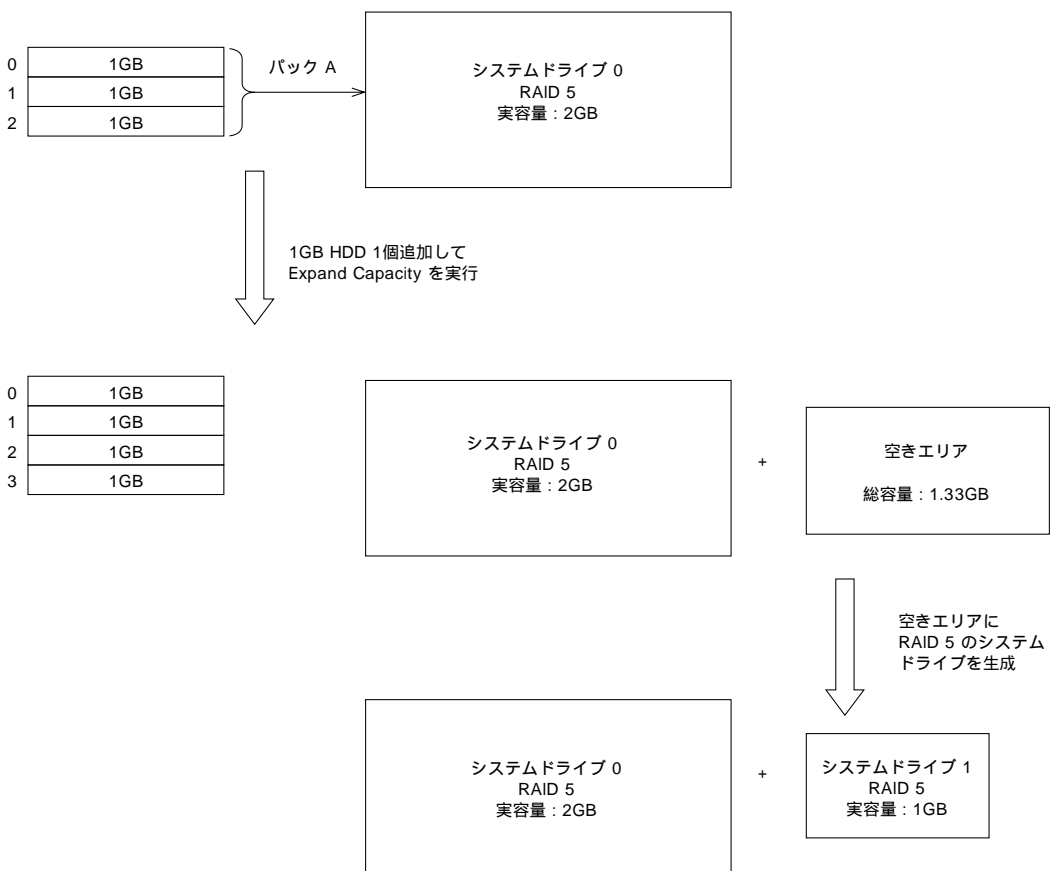 0 1GB
1 1GB
2 1GB
パック A
システムドライブ 0
RAID 5
実容量：2GB
1GB HDD 1個追加して
Expand Capacity を実行
0 1GB
1 1GB
2 1GB
3 1GB
システムドライブ 0
RAID 5
実容量：2GB
+
空きエリア
総容量：1.33GB
空きエリアに
RAID 5 のシステム
ドライブを生成
システムドライブ 0
RAID 5
実容量：2GB
+
システムドライブ 1
RAID 5
実容量：1GB